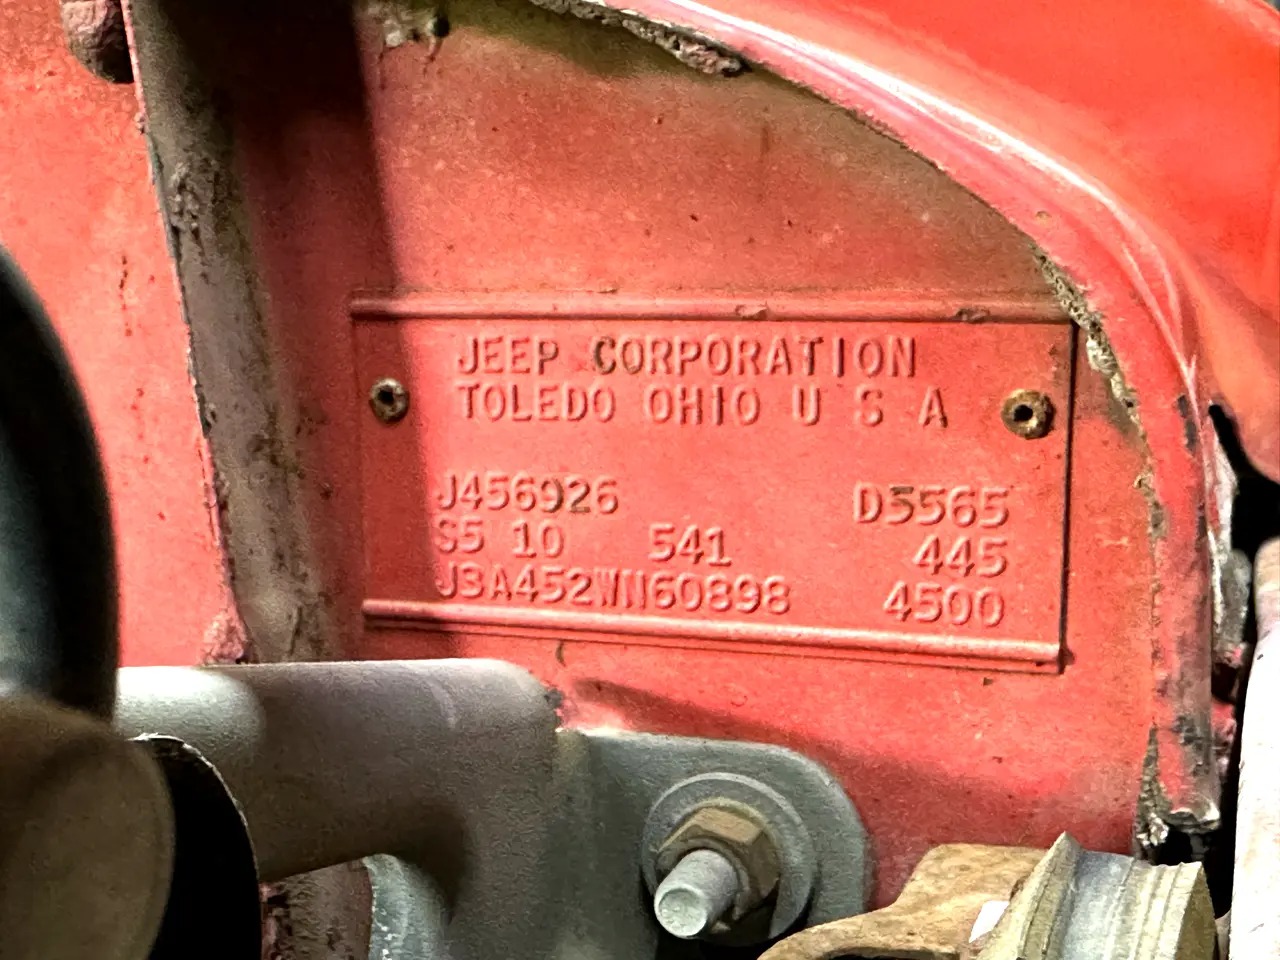 JEEP CORPORATION
TOLEDO OHIO U S A
J456926 D5565
S5 10 541 445
J3A452WN60898 4500